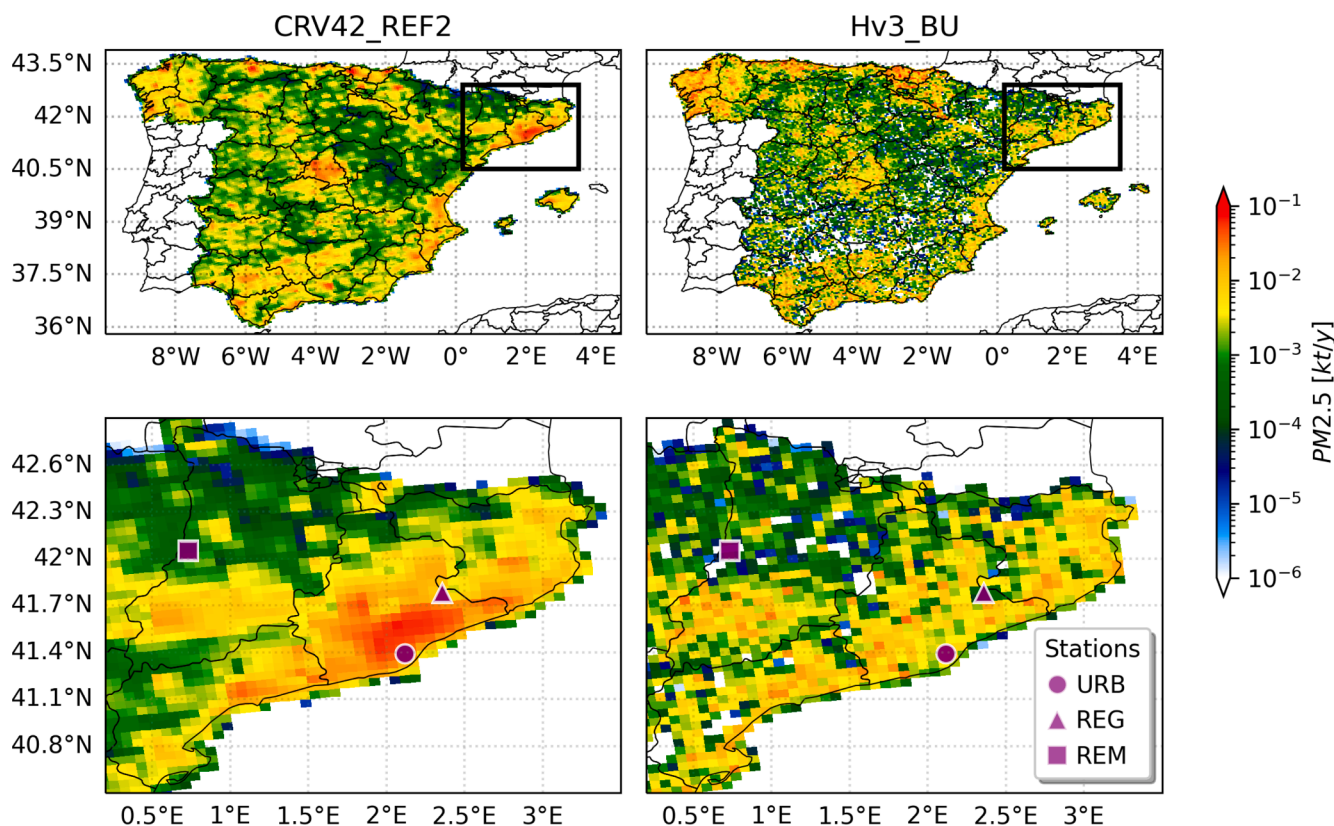 CRV42_REF2
Hv3_BU
43.5°N
42°N
40.5°N
39°N
37.5°N
36°N
8°W 6°W 4°W 2°W 0° 2°E 4°E
8°W 6°W 4°W 2°W 0° 2°E 4°E
42.6°N
42.3°N
42°N
41.7°N
41.4°N
41.1°N
40.8°N
0.5°E 1°E 1.5°E 2°E 2.5°E 3°E
0.5°E 1°E 1.5°E 2°E 2.5°E 3°E
Stations
URB
REG
REM
10⁻¹
10⁻²
10⁻³
10⁻⁴
10⁻⁵
10⁻⁶
PM2.5 [kt/y]